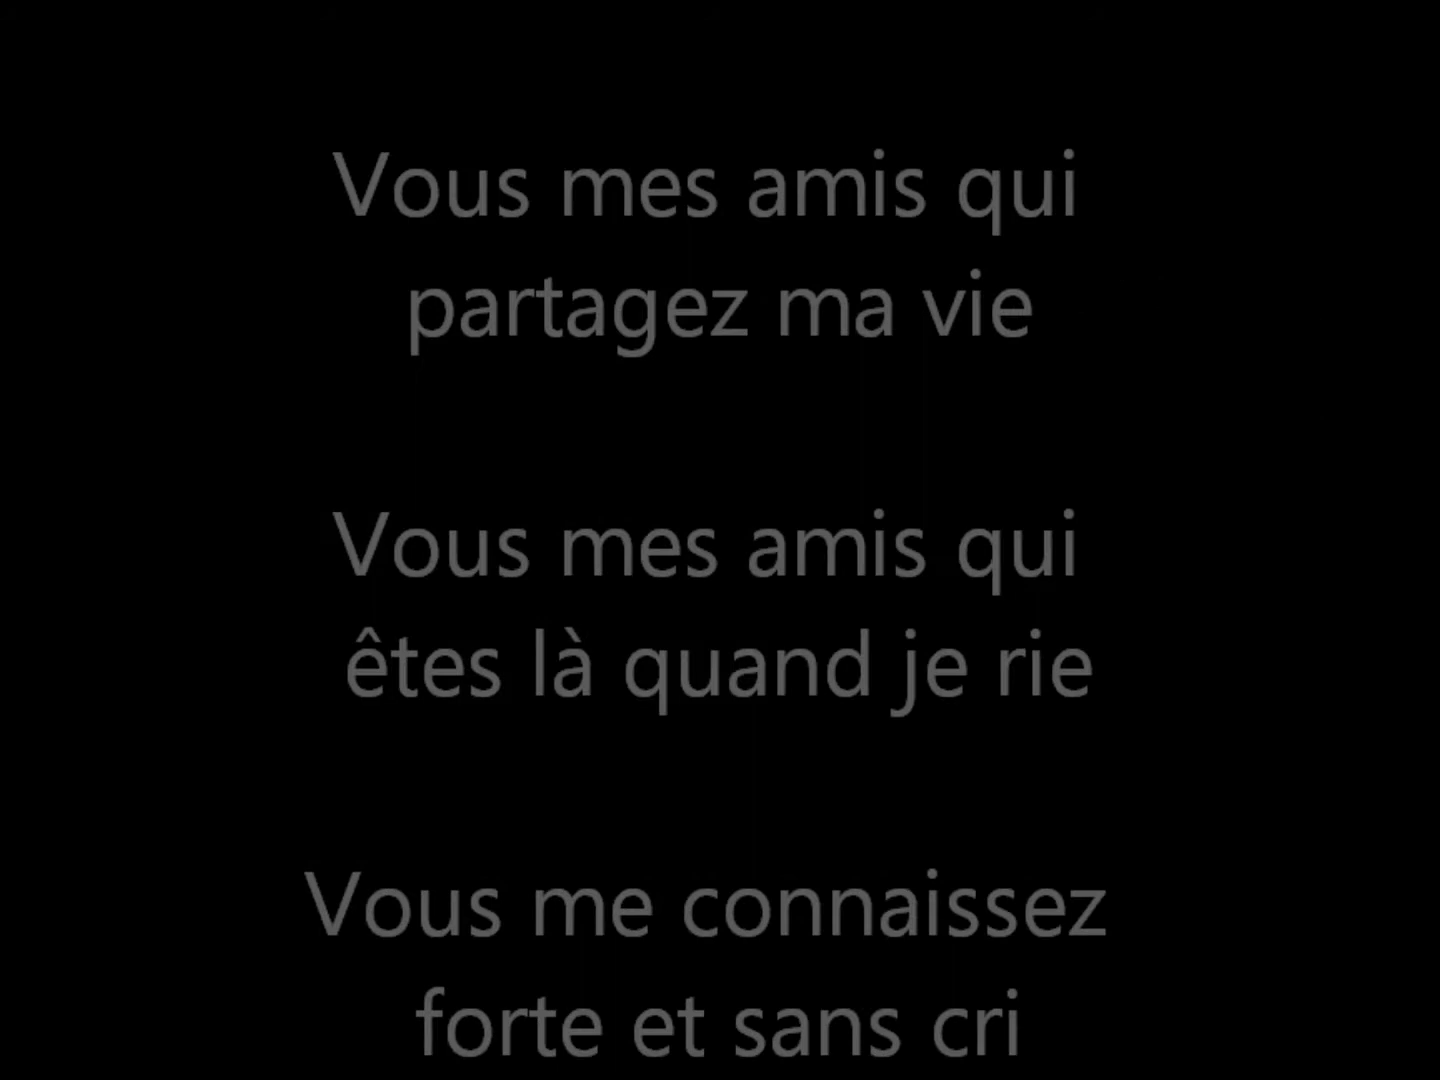 Vous mes amis qui
partagez ma vie
Vous mes amis qui
êtes là quand je rie
Vous me connaissez
forte et sans cri